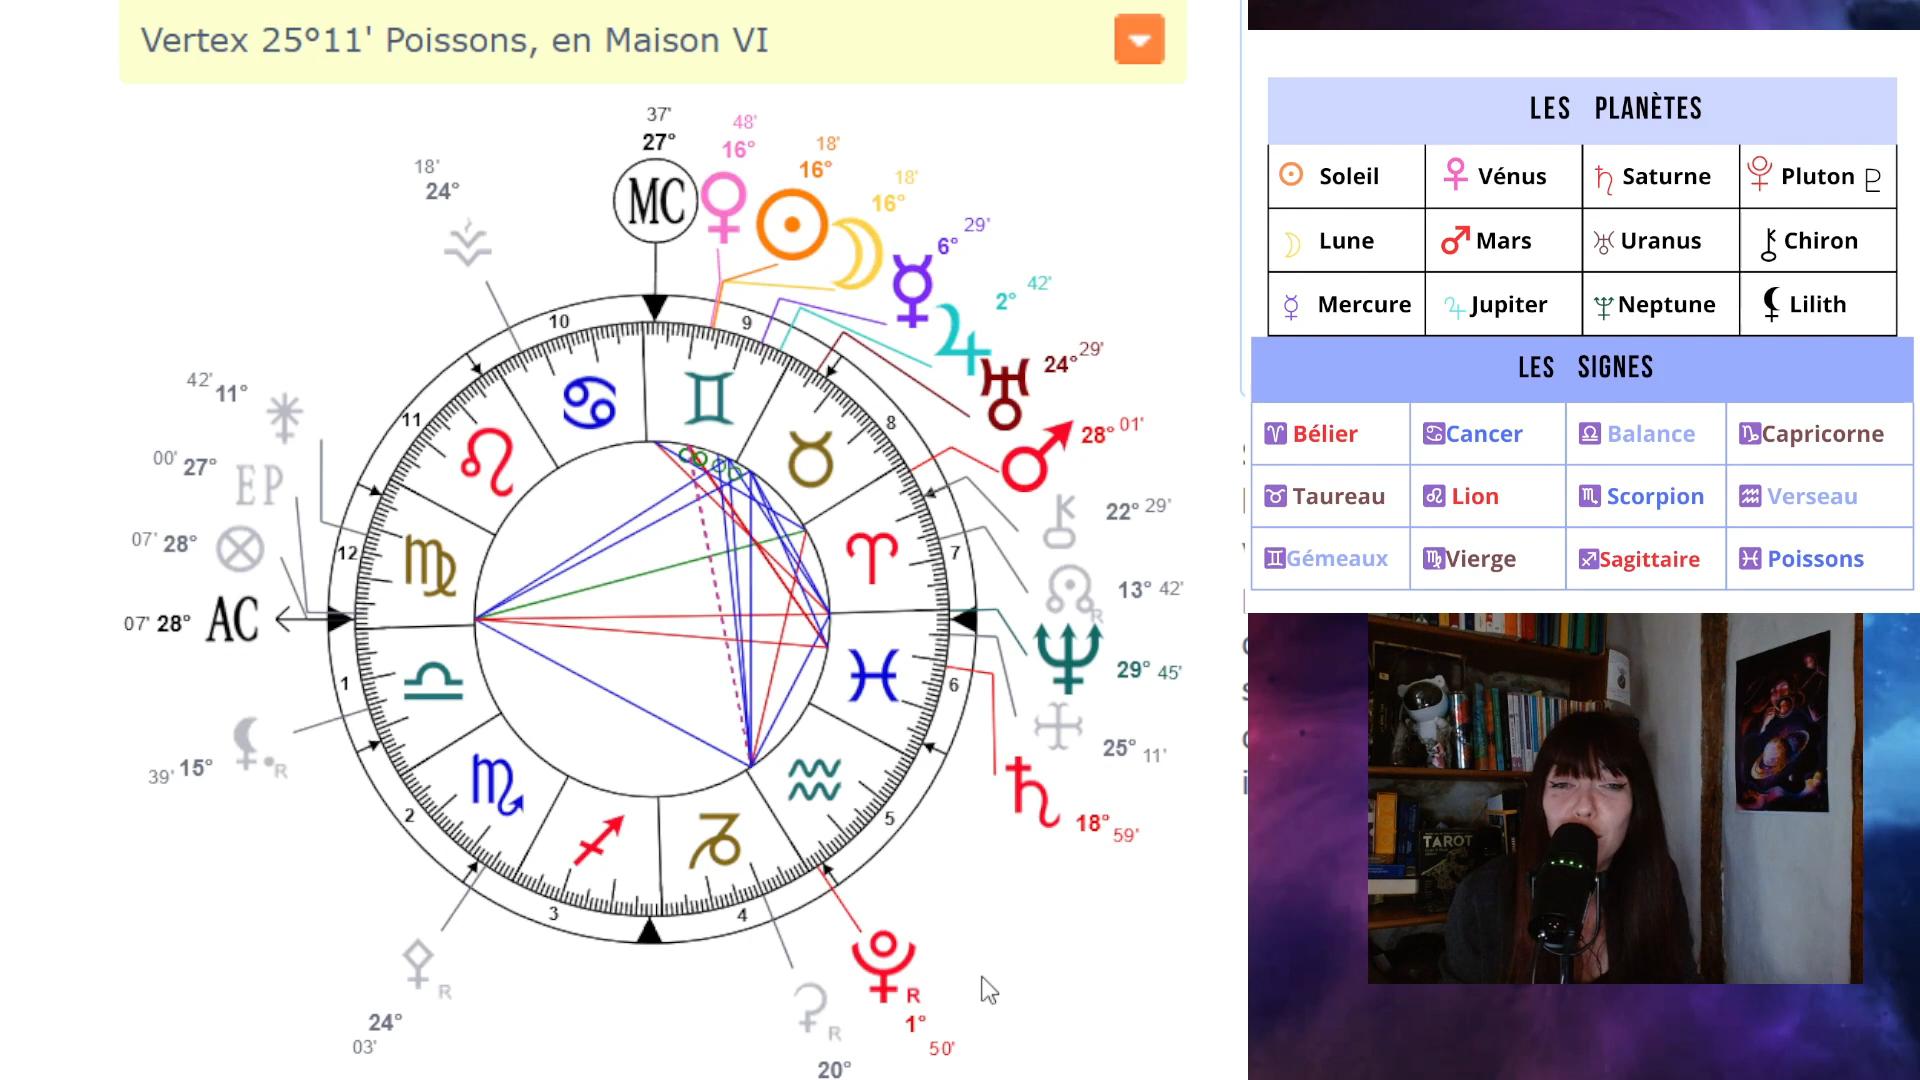 Vertex 25°11' Poissons, en Maison VI
37'
27°
MC
48'
16°
18'
16°
18'
16°
29'
6°
42'
2°
29'
24°
01'
28°
22° 29'
R
13° 42'
29° 45'
25° 11'
18° 59'
R
1°
50'
R
20°
R
24°
03'
39' 15°
R
07' 28° AC
07' 28°
00' 27° EP
42' 11°
18'
24°
10
9
8
7
6
5
4
3
2
1
12
11
LES PLANÈTES
Soleil
Vénus
Saturne
Pluton
Lune
Mars
Uranus
Chiron
Mercure
Jupiter
Neptune
Lilith
LES SIGNES
Bélier
Cancer
Balance
Capricorne
Taureau
Lion
Scorpion
Verseau
Gémeaux
Vierge
Sagittaire
Poissons
TAROT